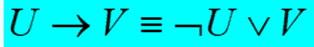 U → V ≡ ¬U ∨ V